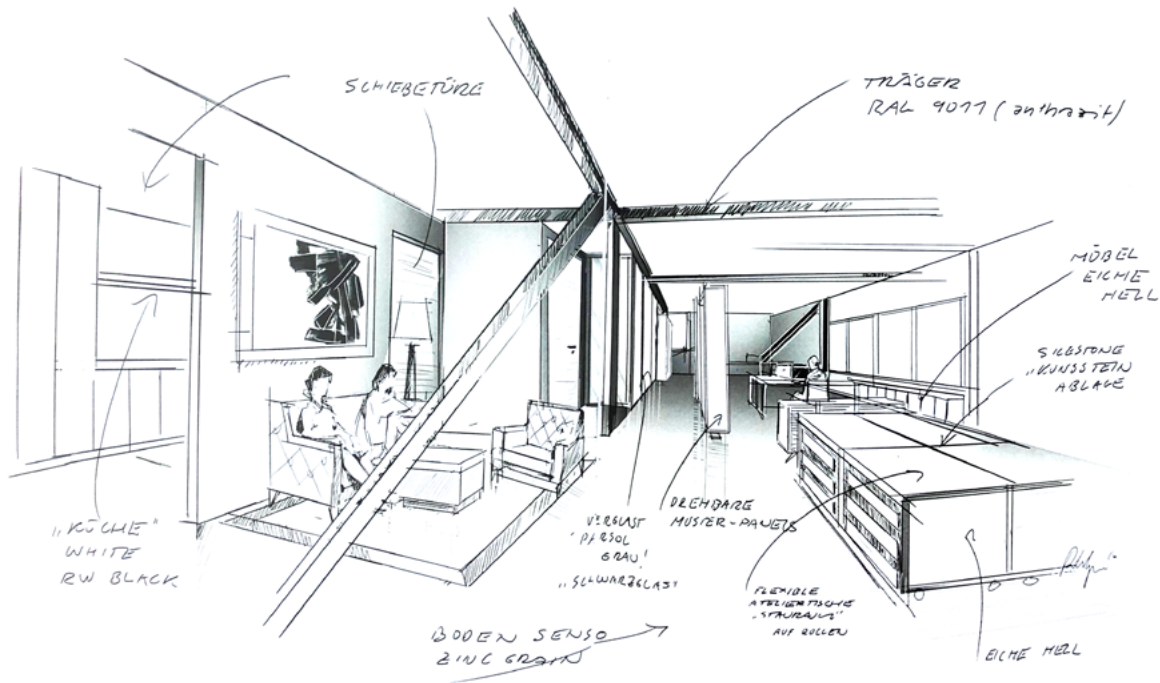 SCHIEBETÜRE
TRÄGER
RAL 9011 (anthrazit)
MÖBEL
EICHE
HELL
SILESTONE
„KUNSSTEIN
ABLAGE
„KÜCHE“
WHITE
RW BLACK
VERGLAST
PARSOL
GRAU!
„SCHWARZGLAS“
DREHBARE
MUSTER-PANELS
FLEXIBLE
ATELIERTISCHE
„STAURAUM“
AUF ROLLEN
BODEN SENSO
ZINC GRAIN
EICHE HELL